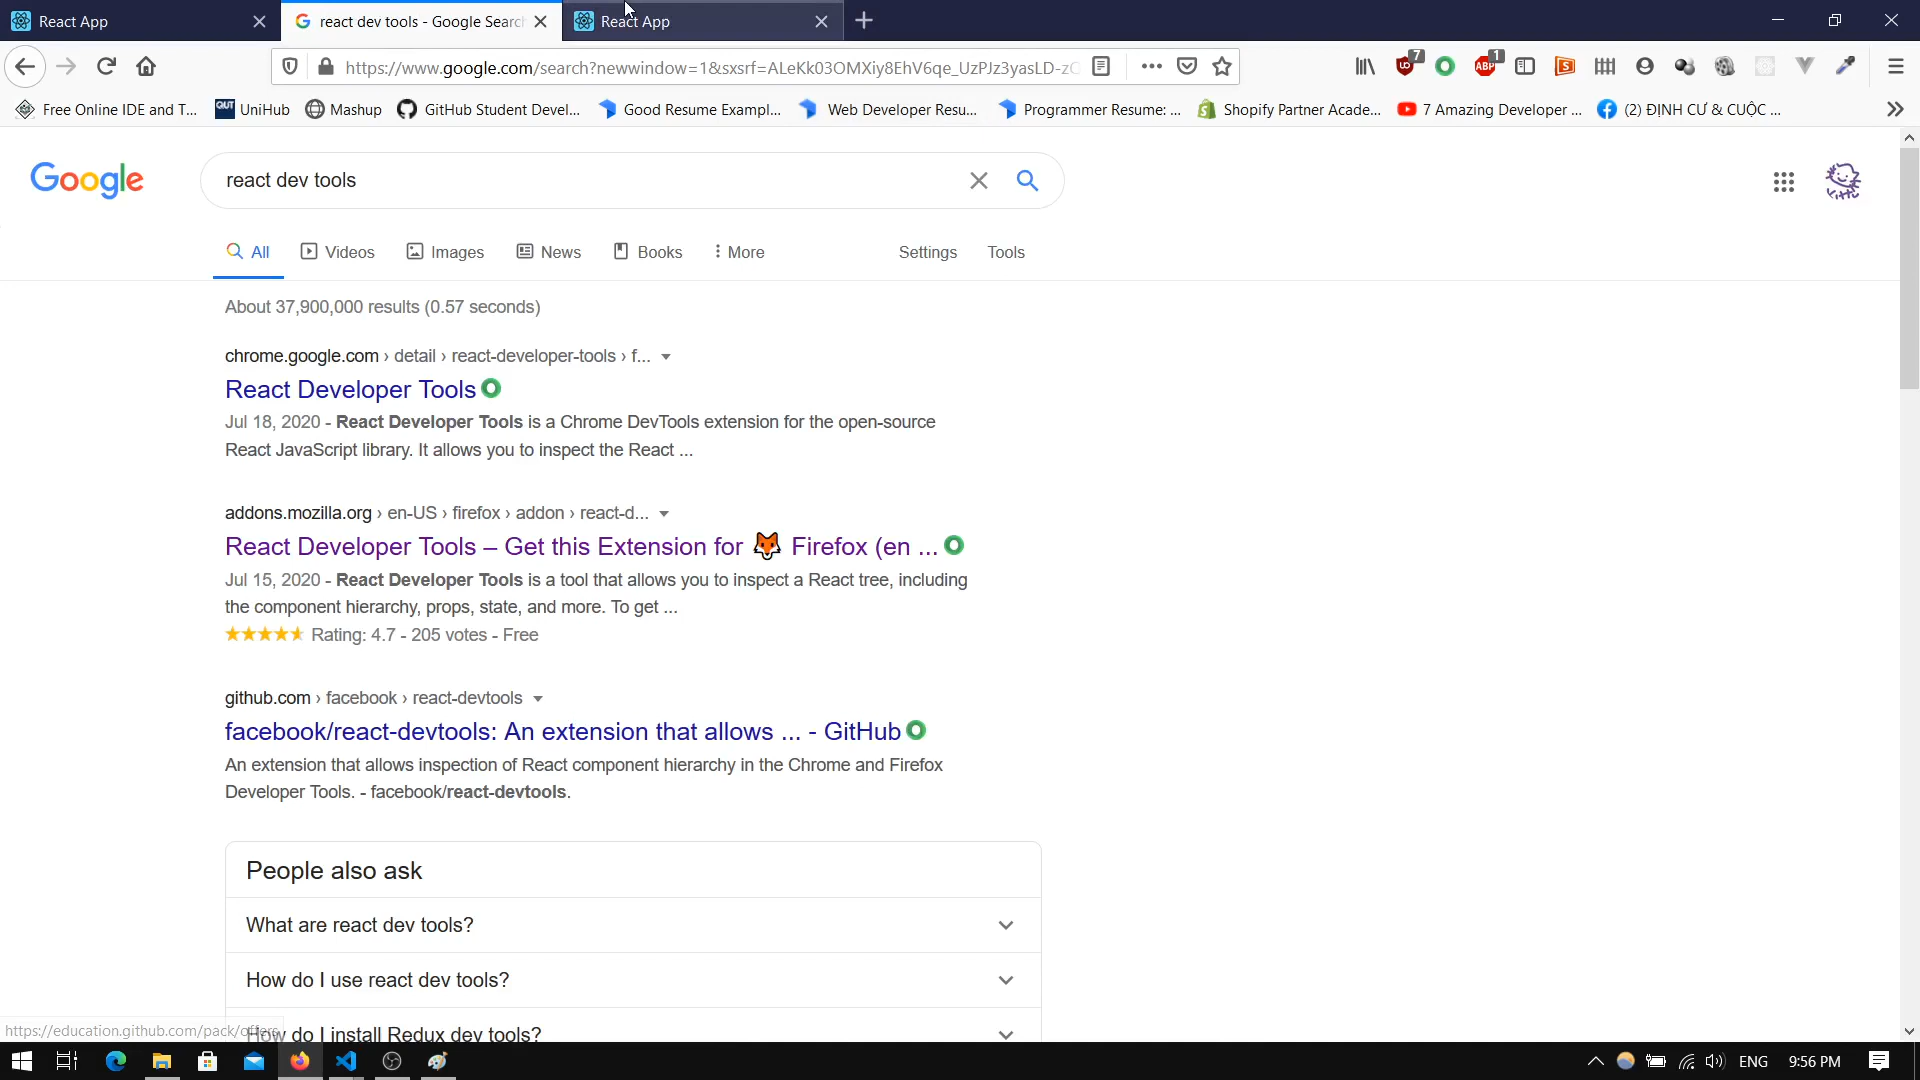 React App
react dev tools - Google Search
React App
https://www.google.com/search?newwindow=1&sxsrf=ALeKk03OMXiy8EhV6qe_UzPJz3yasLD-zC
7
1
ABP
Free Online IDE and T...
QUT
UniHub
Mashup
GitHub Student Devel...
Good Resume Exampl...
Web Developer Resu...
Programmer Resume: ...
Shopify Partner Acade...
7 Amazing Developer ...
(2) ĐỊNH CƯ & CUỘC ...
Google
react dev tools
All
Videos
Images
News
Books
More
Settings
Tools
About 37,900,000 results (0.57 seconds)
chrome.google.com › detail › react-developer-tools › f...
React Developer Tools
Jul 18, 2020 - React Developer Tools is a Chrome DevTools extension for the open-source
React JavaScript library. It allows you to inspect the React ...
addons.mozilla.org › en-US › firefox › addon › react-d...
React Developer Tools – Get this Extension for 🦊 Firefox (en ...
Jul 15, 2020 - React Developer Tools is a tool that allows you to inspect a React tree, including
the component hierarchy, props, state, and more. To get ...
Rating: 4.7 - 205 votes - Free
github.com › facebook › react-devtools
facebook/react-devtools: An extension that allows ... - GitHub
An extension that allows inspection of React component hierarchy in the Chrome and Firefox
Developer Tools. - facebook/react-devtools.
People also ask
What are react dev tools?
How do I use react dev tools?
How do I install Redux dev tools?
https://education.github.com/pack/offers
ENG
9:56 PM